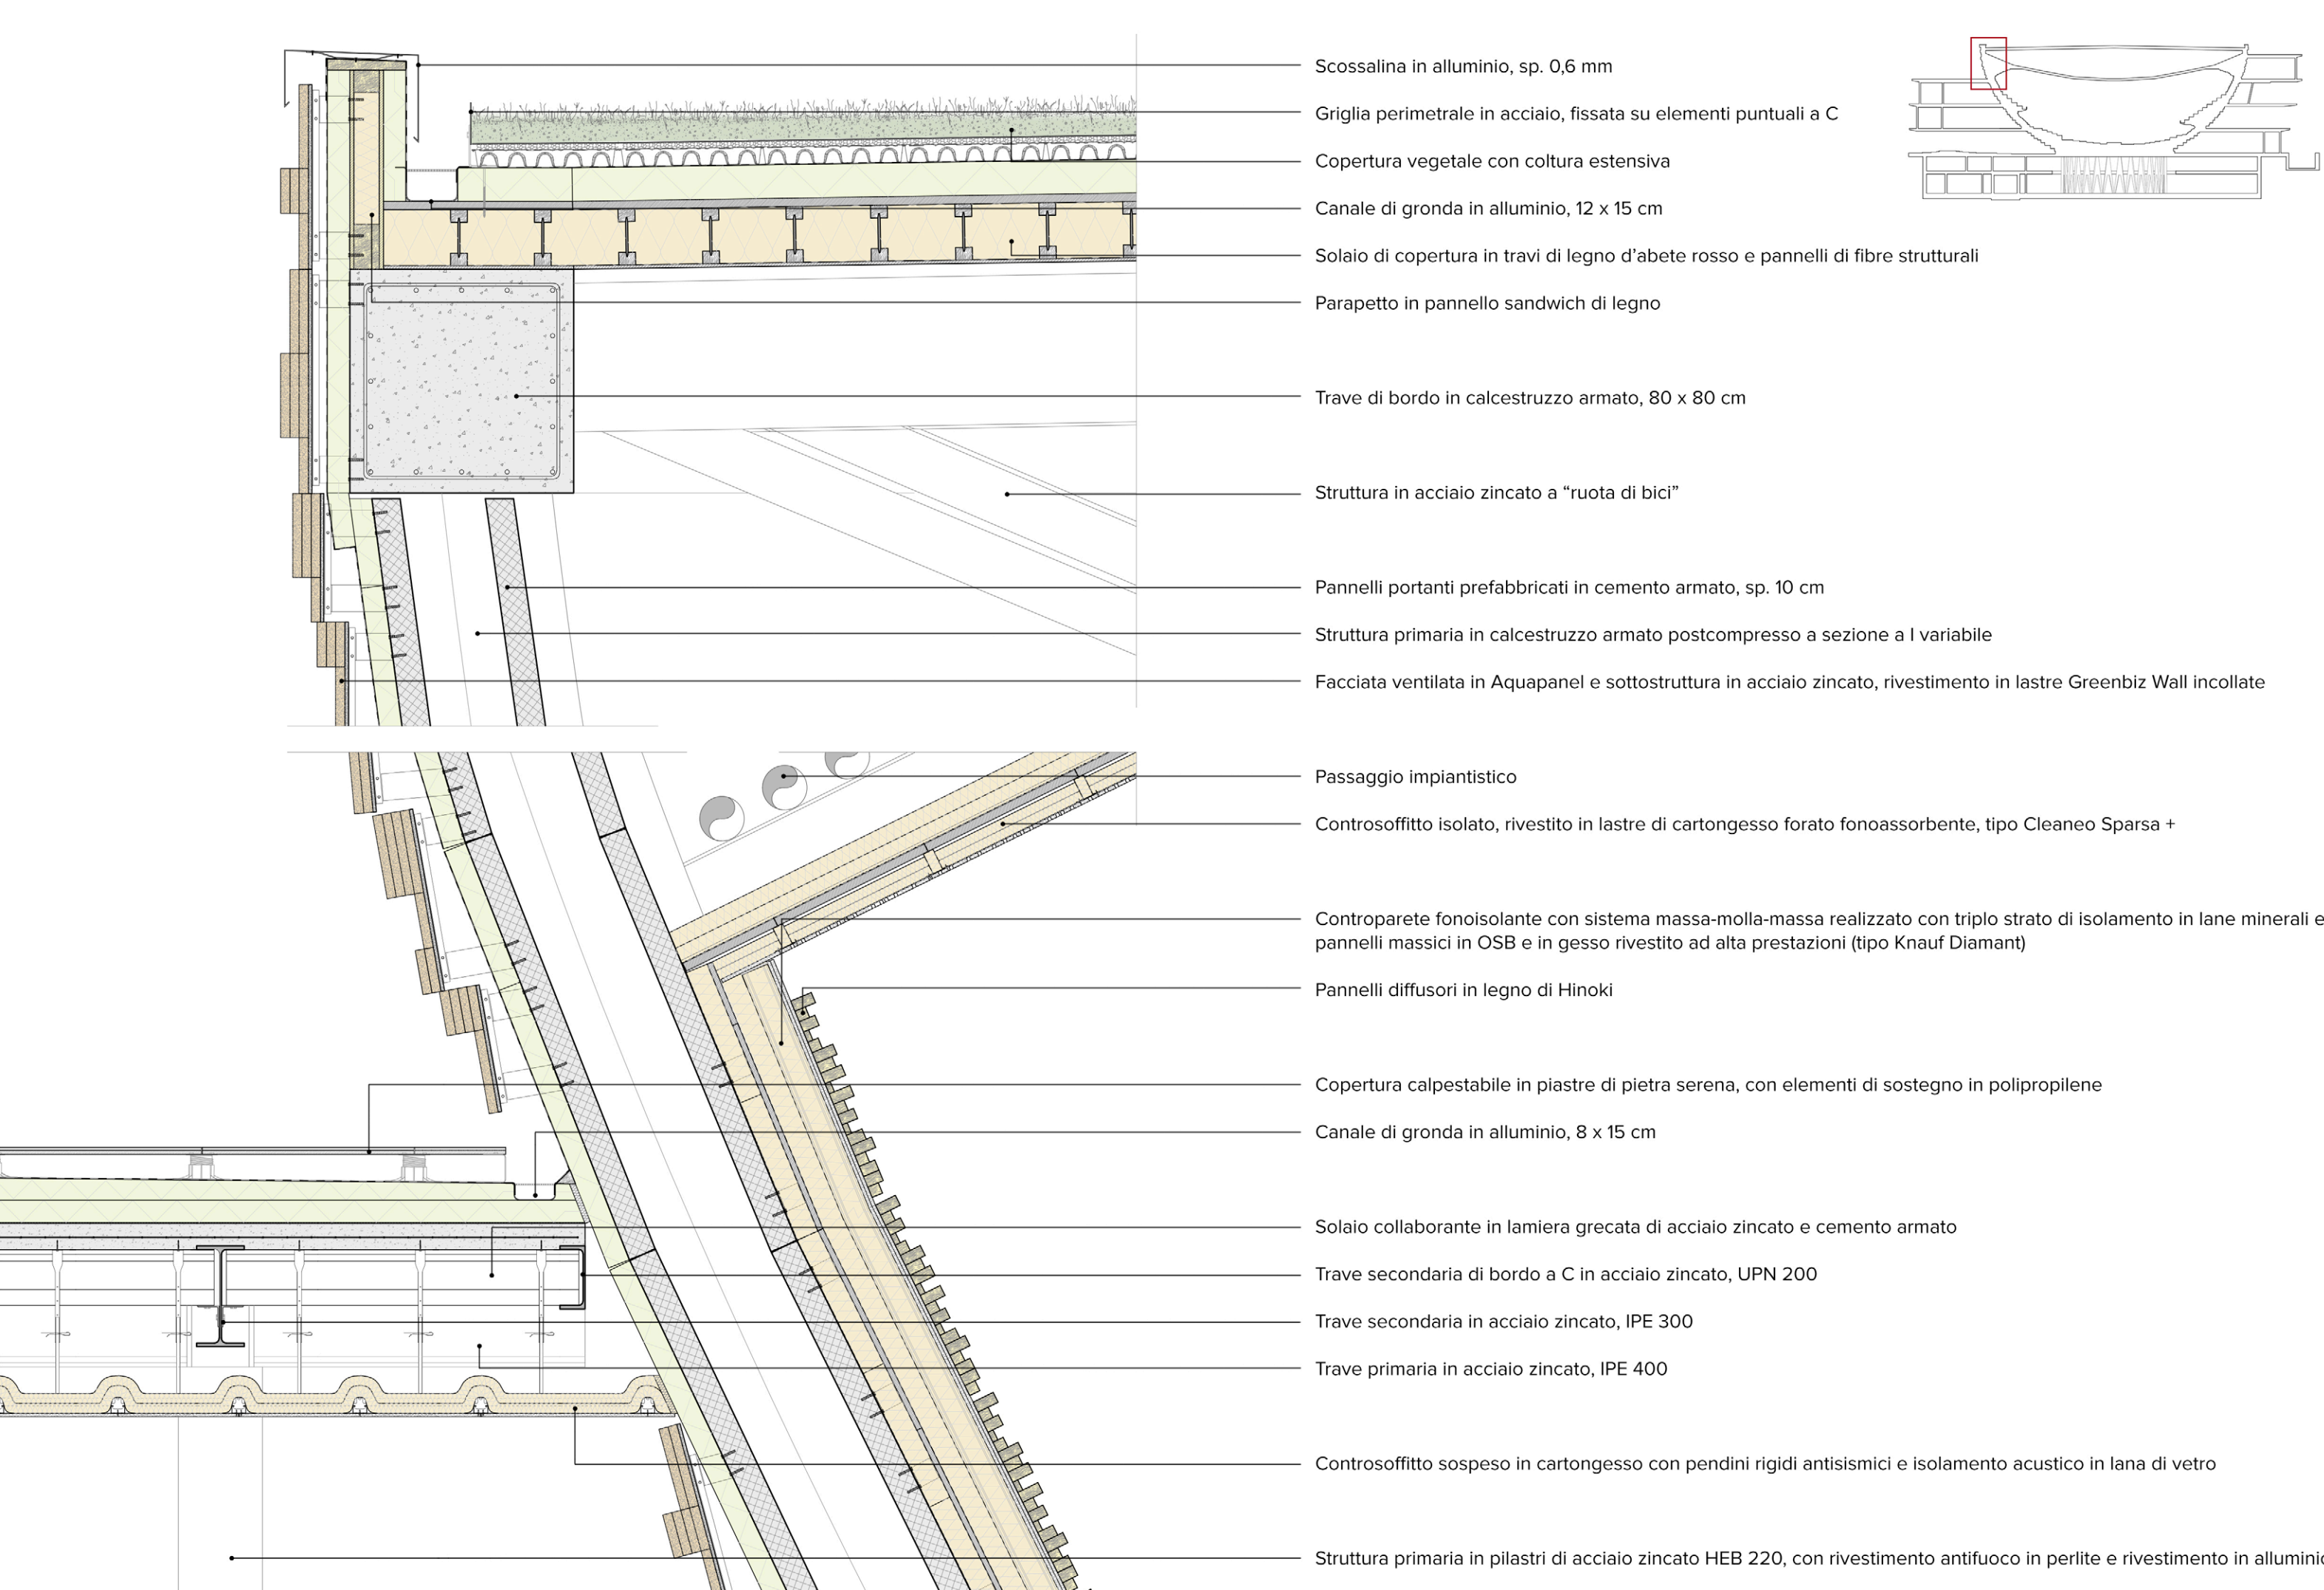 Scossalina in alluminio, sp. 0,6 mm
Griglia perimetrale in acciaio, fissata su elementi puntuali a C
Copertura vegetale con coltura estensiva
Canale di gronda in alluminio, 12 x 15 cm
Solaio di copertura in travi di legno d’abete rosso e pannelli di fibre strutturali
Parapetto in pannello sandwich di legno
Trave di bordo in calcestruzzo armato, 80 x 80 cm
Struttura in acciaio zincato a “ruota di bici”
Pannelli portanti prefabbricati in cemento armato, sp. 10 cm
Struttura primaria in calcestruzzo armato postcompresso a sezione a I variabile
Facciata ventilata in Aquapanel e sottostruttura in acciaio zincato, rivestimento in lastre Greenbiz Wall incollate
Passaggio impiantistico
Controsoffitto isolato, rivestito in lastre di cartongesso forato fonoassorbente, tipo Cleaneo Sparsa +
Controparete fonoisolante con sistema massa-molla-massa realizzato con triplo strato di isolamento in lane minerali e
pannelli massici in OSB e in gesso rivestito ad alta prestazioni (tipo Knauf Diamant)
Pannelli diffusori in legno di Hinoki
Copertura calpestabile in piastre di pietra serena, con elementi di sostegno in polipropilene
Canale di gronda in alluminio, 8 x 15 cm
Solaio collaborante in lamiera grecata di acciaio zincato e cemento armato
Trave secondaria di bordo a C in acciaio zincato, UPN 200
Trave secondaria in acciaio zincato, IPE 300
Trave primaria in acciaio zincato, IPE 400
Controsoffitto sospeso in cartongesso con pendini rigidi antisismici e isolamento acustico in lana di vetro
Struttura primaria in pilastri di acciaio zincato HEB 220, con rivestimento antifuoco in perlite e rivestimento in